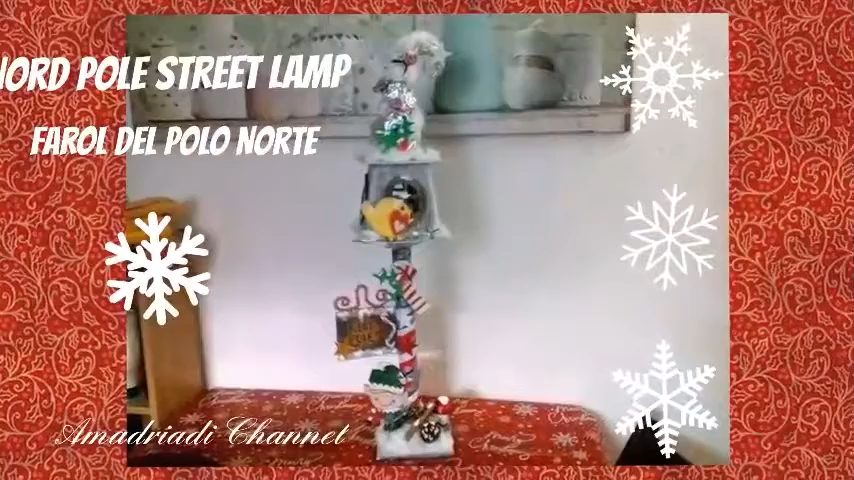 NORD POLE STREET LAMP
FAROL DEL POLO NORTE
Amadriadi Channel